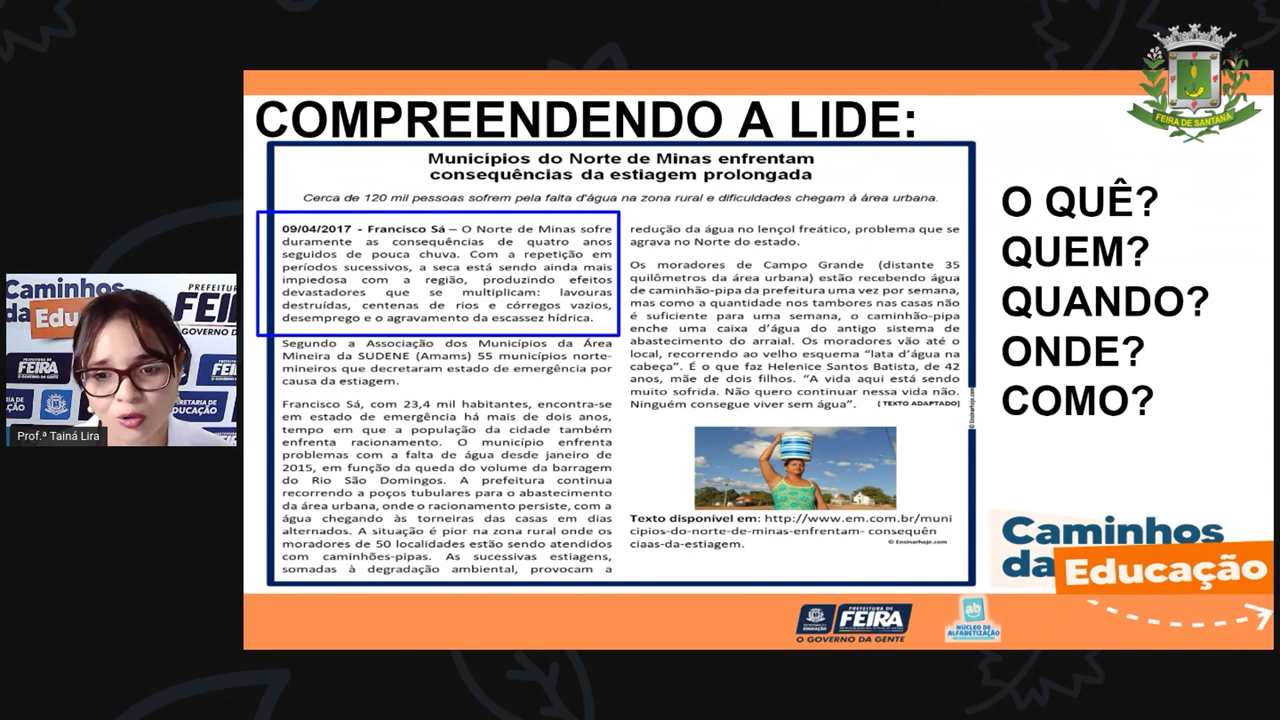 FEIRA DE SANTANA
COMPREENDENDO A LIDE:
Municípios do Norte de Minas enfrentam
consequências da estiagem prolongada
Cerca de 120 mil pessoas sofrem pela falta d'água na zona rural e dificuldades chegam à área urbana.
09/04/2017 - Francisco Sá – O Norte de Minas sofre
duramente as consequências de quatro anos
seguidos de pouca chuva. Com a repetição em
períodos sucessivos, a seca está sendo ainda mais
impiedosa com a região, produzindo efeitos
devastadores que se multiplicam: lavouras
destruídas, centenas de rios e córregos vazios,
desemprego e o agravamento da escassez hídrica.
Segundo a Associação dos Municípios da Área
Mineira da SUDENE (Amams) 55 municípios norte-
mineiros que decretaram estado de emergência por
causa da estiagem.
Francisco Sá, com 23,4 mil habitantes, encontra-se
em estado de emergência há mais de dois anos,
tempo em que a população da cidade também
enfrenta racionamento. O município enfrenta
problemas com a falta de água desde janeiro de
2015, em função da queda do volume da barragem
do Rio São Domingos. A prefeitura continua
recorrendo a poços tubulares para o abastecimento
da área urbana, onde o racionamento persiste, com a
água chegando às torneiras das casas em dias
alternados. A situação é pior na zona rural onde os
moradores de 50 localidades estão sendo atendidos
com caminhões-pipas. As sucessivas estiagens,
somadas à degradação ambiental, provocam a
redução da água no lençol freático, problema que se
agrava no Norte do estado.
Os moradores de Campo Grande (distante 35
quilômetros da área urbana) estão recebendo água
de caminhão-pipa da prefeitura uma vez por semana,
mas como a quantidade nos tambores nas casas não
é suficiente para uma semana, o caminhão-pipa
enche uma caixa d'água do antigo sistema de
abastecimento do arraial. Os moradores vão até o
local, recorrendo ao velho esquema “lata d'água na
cabeça”. É o que faz Helenice Santos Batista, de 42
anos, mãe de dois filhos. “A vida aqui está sendo
muito sofrida. Não quero continuar nessa vida não.
Ninguém consegue viver sem água”. [TEXTO ADAPTADO]
© Ensinarhoje.com
Texto disponível em: http://www.em.com.br/muni
cipios-do-norte-de-minas-enfrentam- consequên
ciaas-da-estiagem.
© Ensinarhoje.com
O QUÊ?
QUEM?
QUANDO?
ONDE?
COMO?
Caminhos
da Educação
PREFEITURA DE
FEIRA
O GOVERNO DA GENTE
ab
NÚCLEO DE
ALFABETIZAÇÃO
Caminhos
da Edu
PREFEITU
FEI
GOVERNO D
FEIRA
Prof.ª Tainá Lira